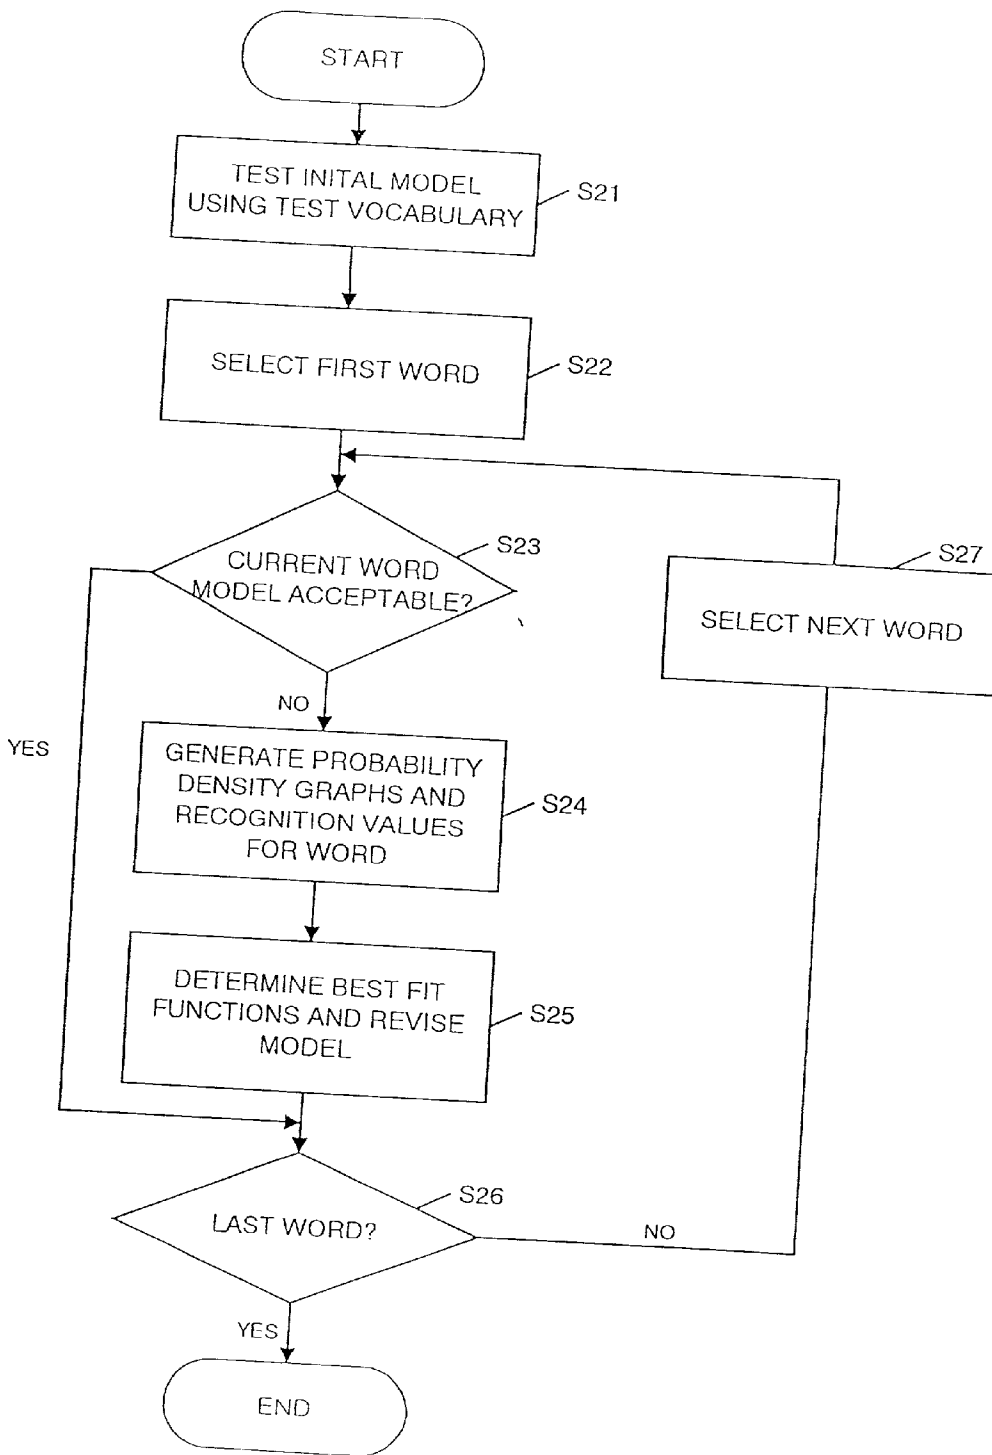 START
TEST INITAL MODEL
USING TEST VOCABULARY
S21
SELECT FIRST WORD
S22
CURRENT WORD
MODEL ACCEPTABLE?
S23
S27
SELECT NEXT WORD
NO
YES
GENERATE PROBABILITY
DENSITY GRAPHS AND
RECOGNITION VALUES
FOR WORD
S24
DETERMINE BEST FIT
FUNCTIONS AND REVISE
MODEL
S25
S26
LAST WORD?
NO
YES
END